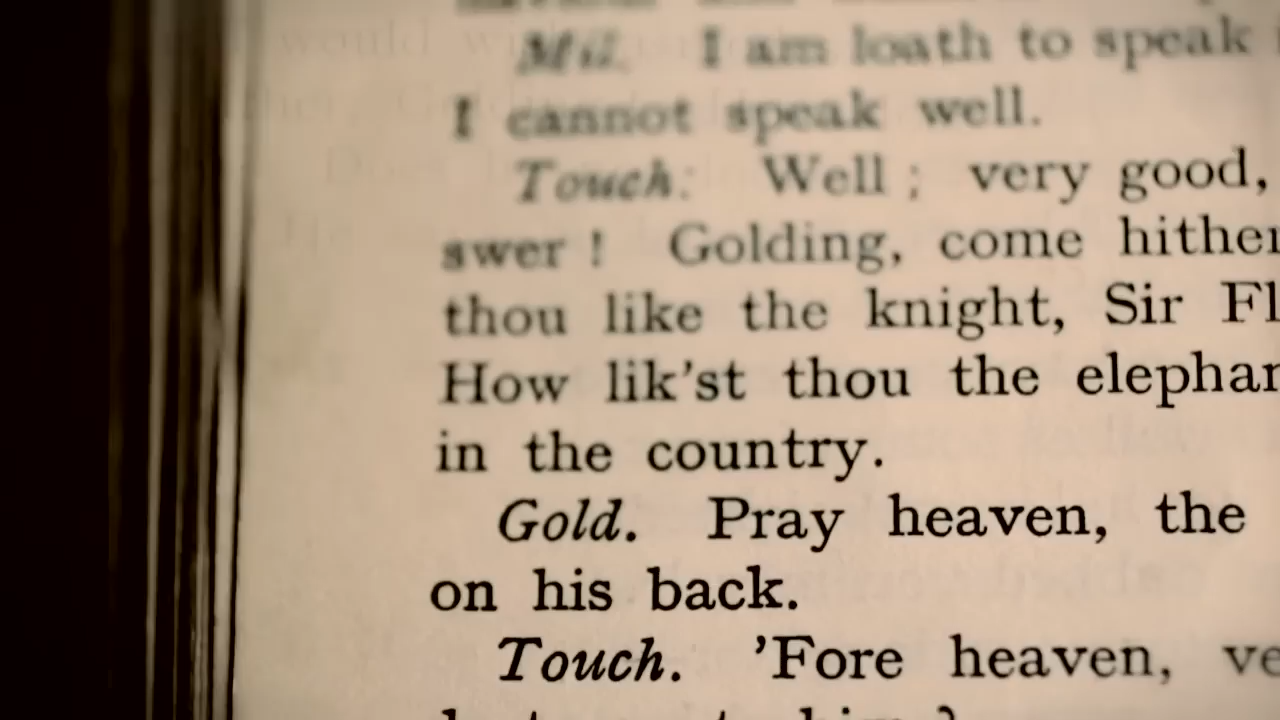 Mil. I am loath to speak
I cannot speak well.
Touch. Well; very good,
swer! Golding, come hither
thou like the knight, Sir Fl
How lik'st thou the elephan
in the country.
Gold. Pray heaven, the
on his back.
Touch. 'Fore heaven, ve